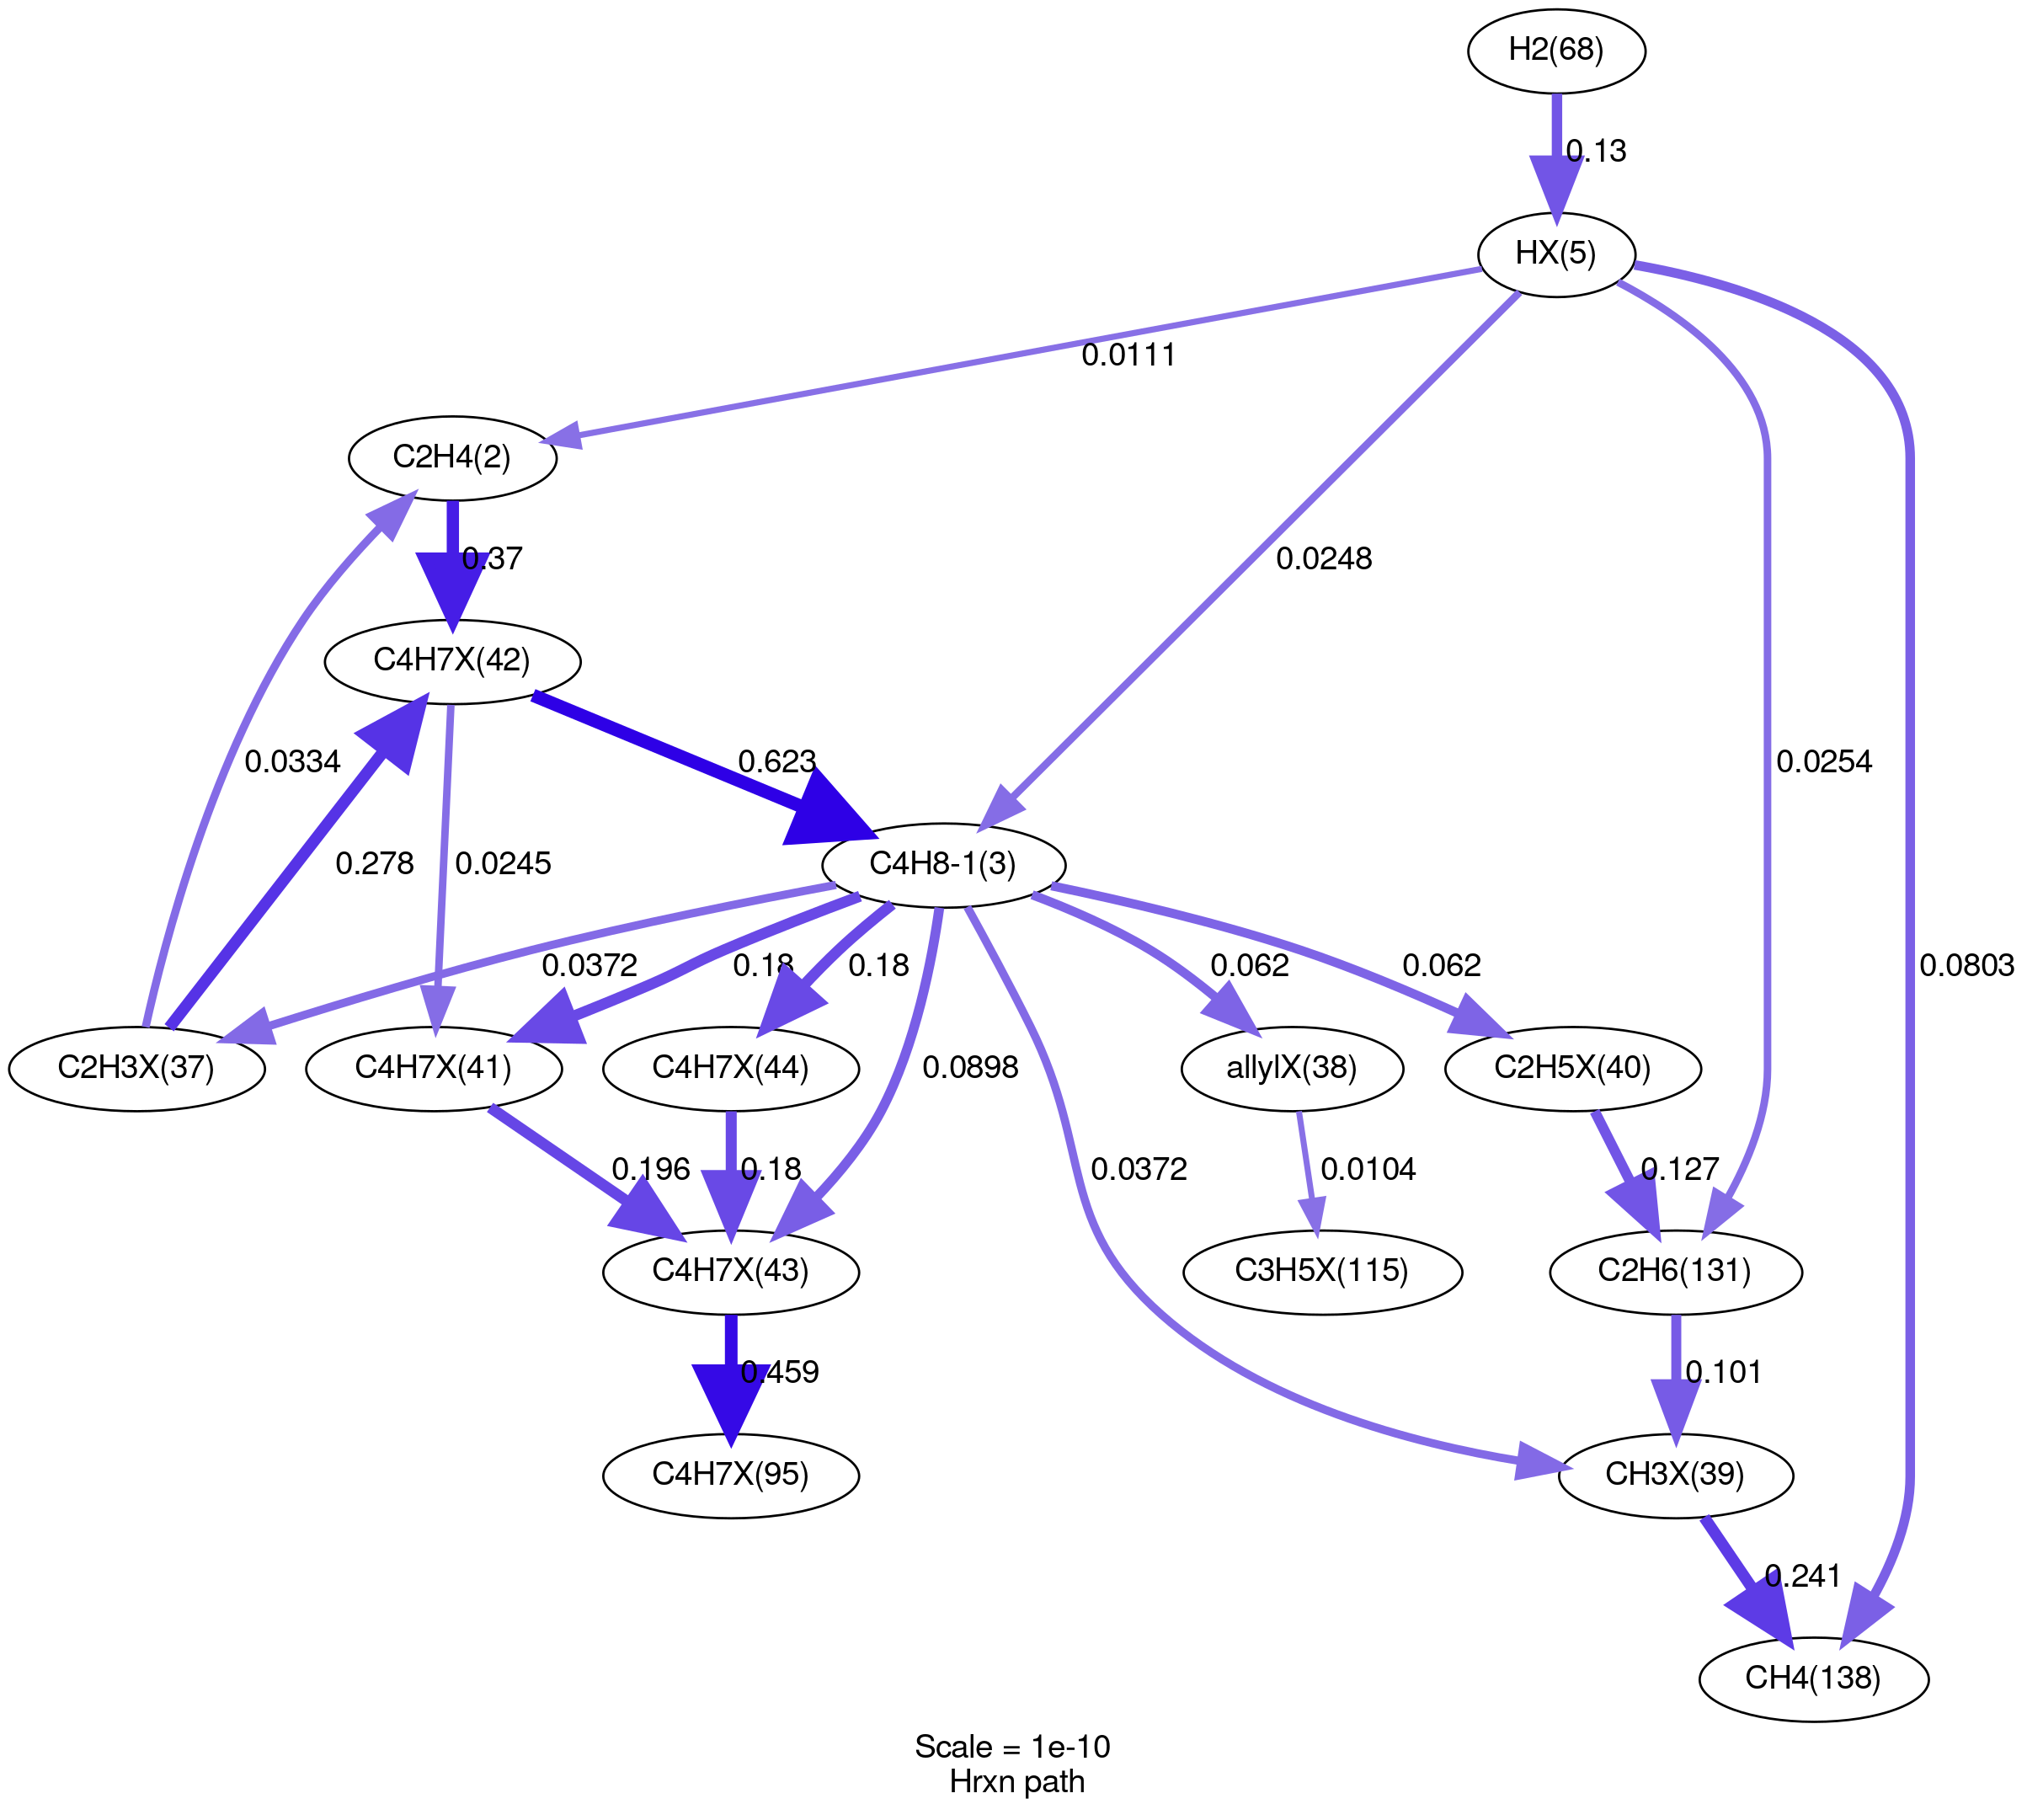 H2(68)
0.13
HX(5)
0.0111
C2H4(2)
0.37
0.0248
C4H7X(42)
0.0334
0.623
0.0254
0.278
0.0245
C4H8-1(3)
0.0372
0.18
0.18
0.062
0.062
0.0803
C2H3X(37)
C4H7X(41)
C4H7X(44)
0.0898
allylX(38)
C2H5X(40)
0.196
0.18
0.0372
0.0104
0.127
C4H7X(43)
C3H5X(115)
C2H6(131)
0.459
0.101
C4H7X(95)
CH3X(39)
0.241
CH4(138)
Scale = 1e-10
Hrxn path